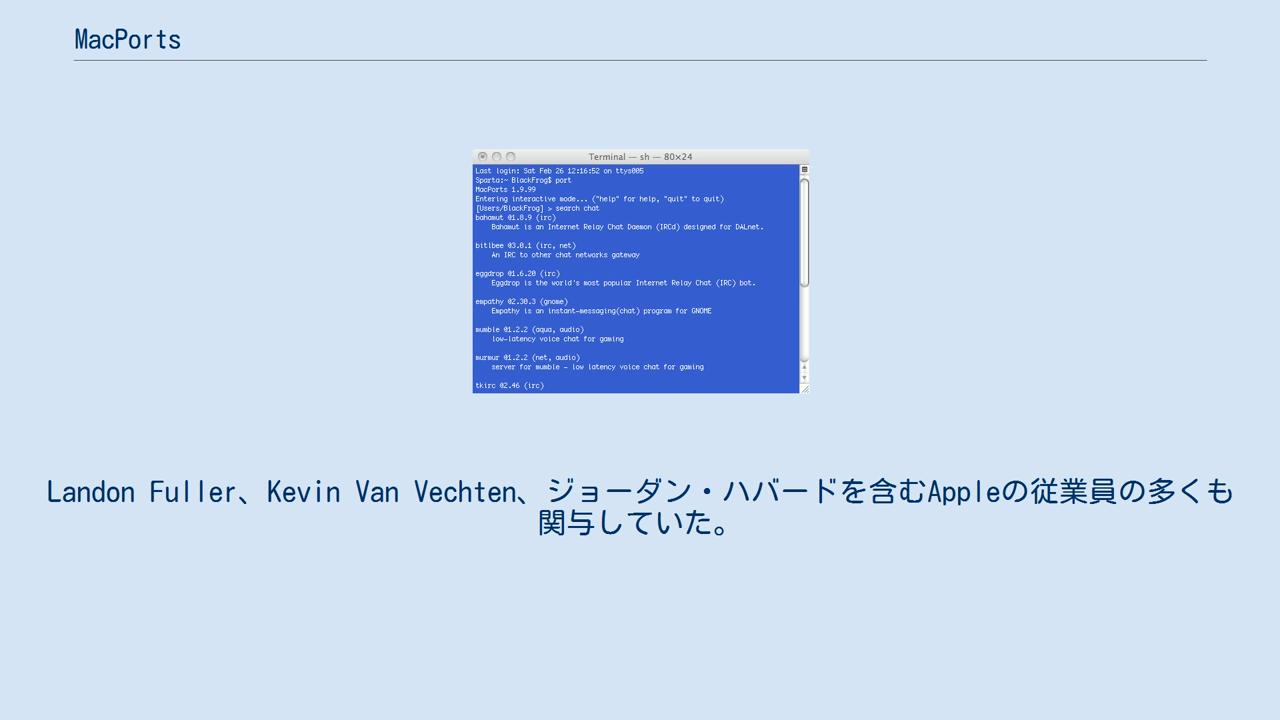 MacPorts
Terminal — sh — 80×24
Last login: Sat Feb 26 12:16:52 on ttys005
Sparta:~ BlackFrog$ port
MacPorts 1.9.99
Entering interactive mode... ("help" for help, "quit" to quit)
[Users/BlackFrog] > search chat
bahamut @1.8.9 (irc)
Bahamut is an Internet Relay Chat Daemon (IRCd) designed for DALnet.
bitlbee @3.0.1 (irc, net)
An IRC to other chat networks gateway
eggdrop @1.6.20 (irc)
Eggdrop is the world's most popular Internet Relay Chat (IRC) bot.
empathy @2.30.3 (gnome)
Empathy is an instant-messaging(chat) program for GNOME
mumble @1.2.2 (aqua, audio)
low-latency voice chat for gaming
murmur @1.2.2 (net, audio)
server for mumble - low latency voice chat for gaming
tkirc @2.46 (irc)
Landon Fuller、Kevin Van Vechten、ジョーダン・ハバードを含むAppleの従業員の多くも
関与していた。